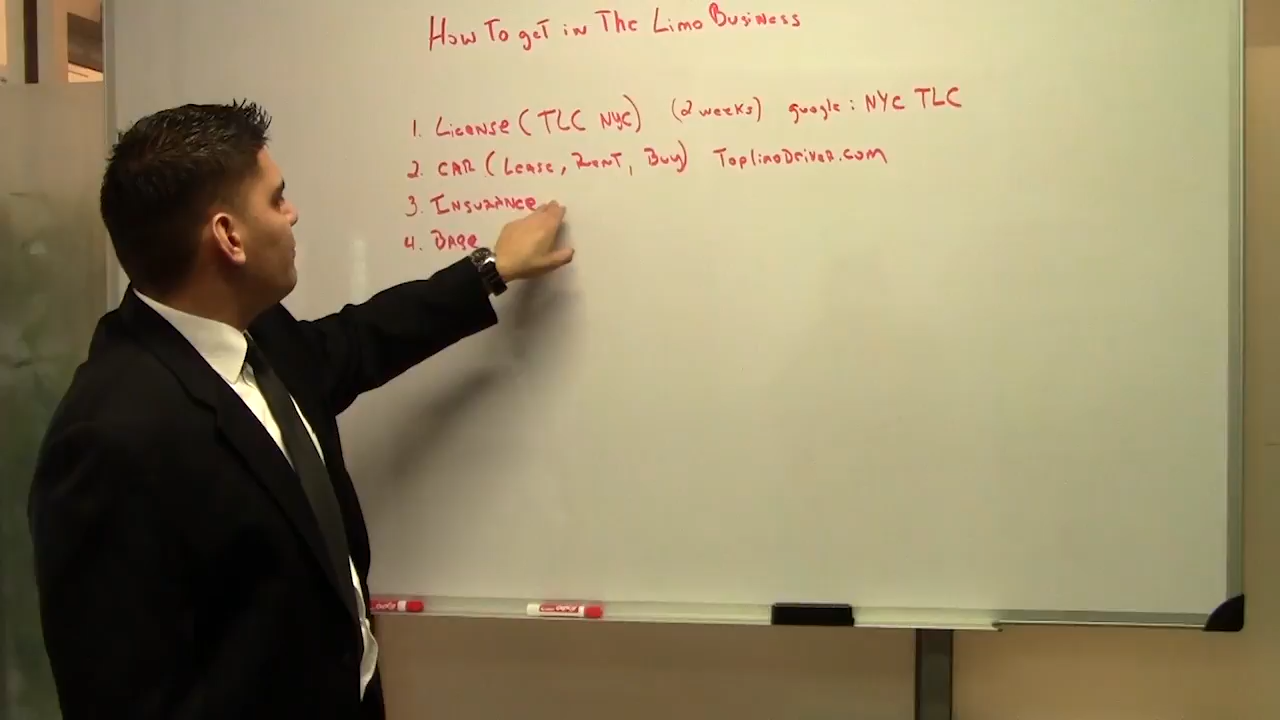 How To get in The Limo Business
1. License (TLC NYC) (2 weeks) google: NYC TLC
2. CAR (Lease, Rent, Buy) ToplimoDriver.com
3. Insurance
4. Base